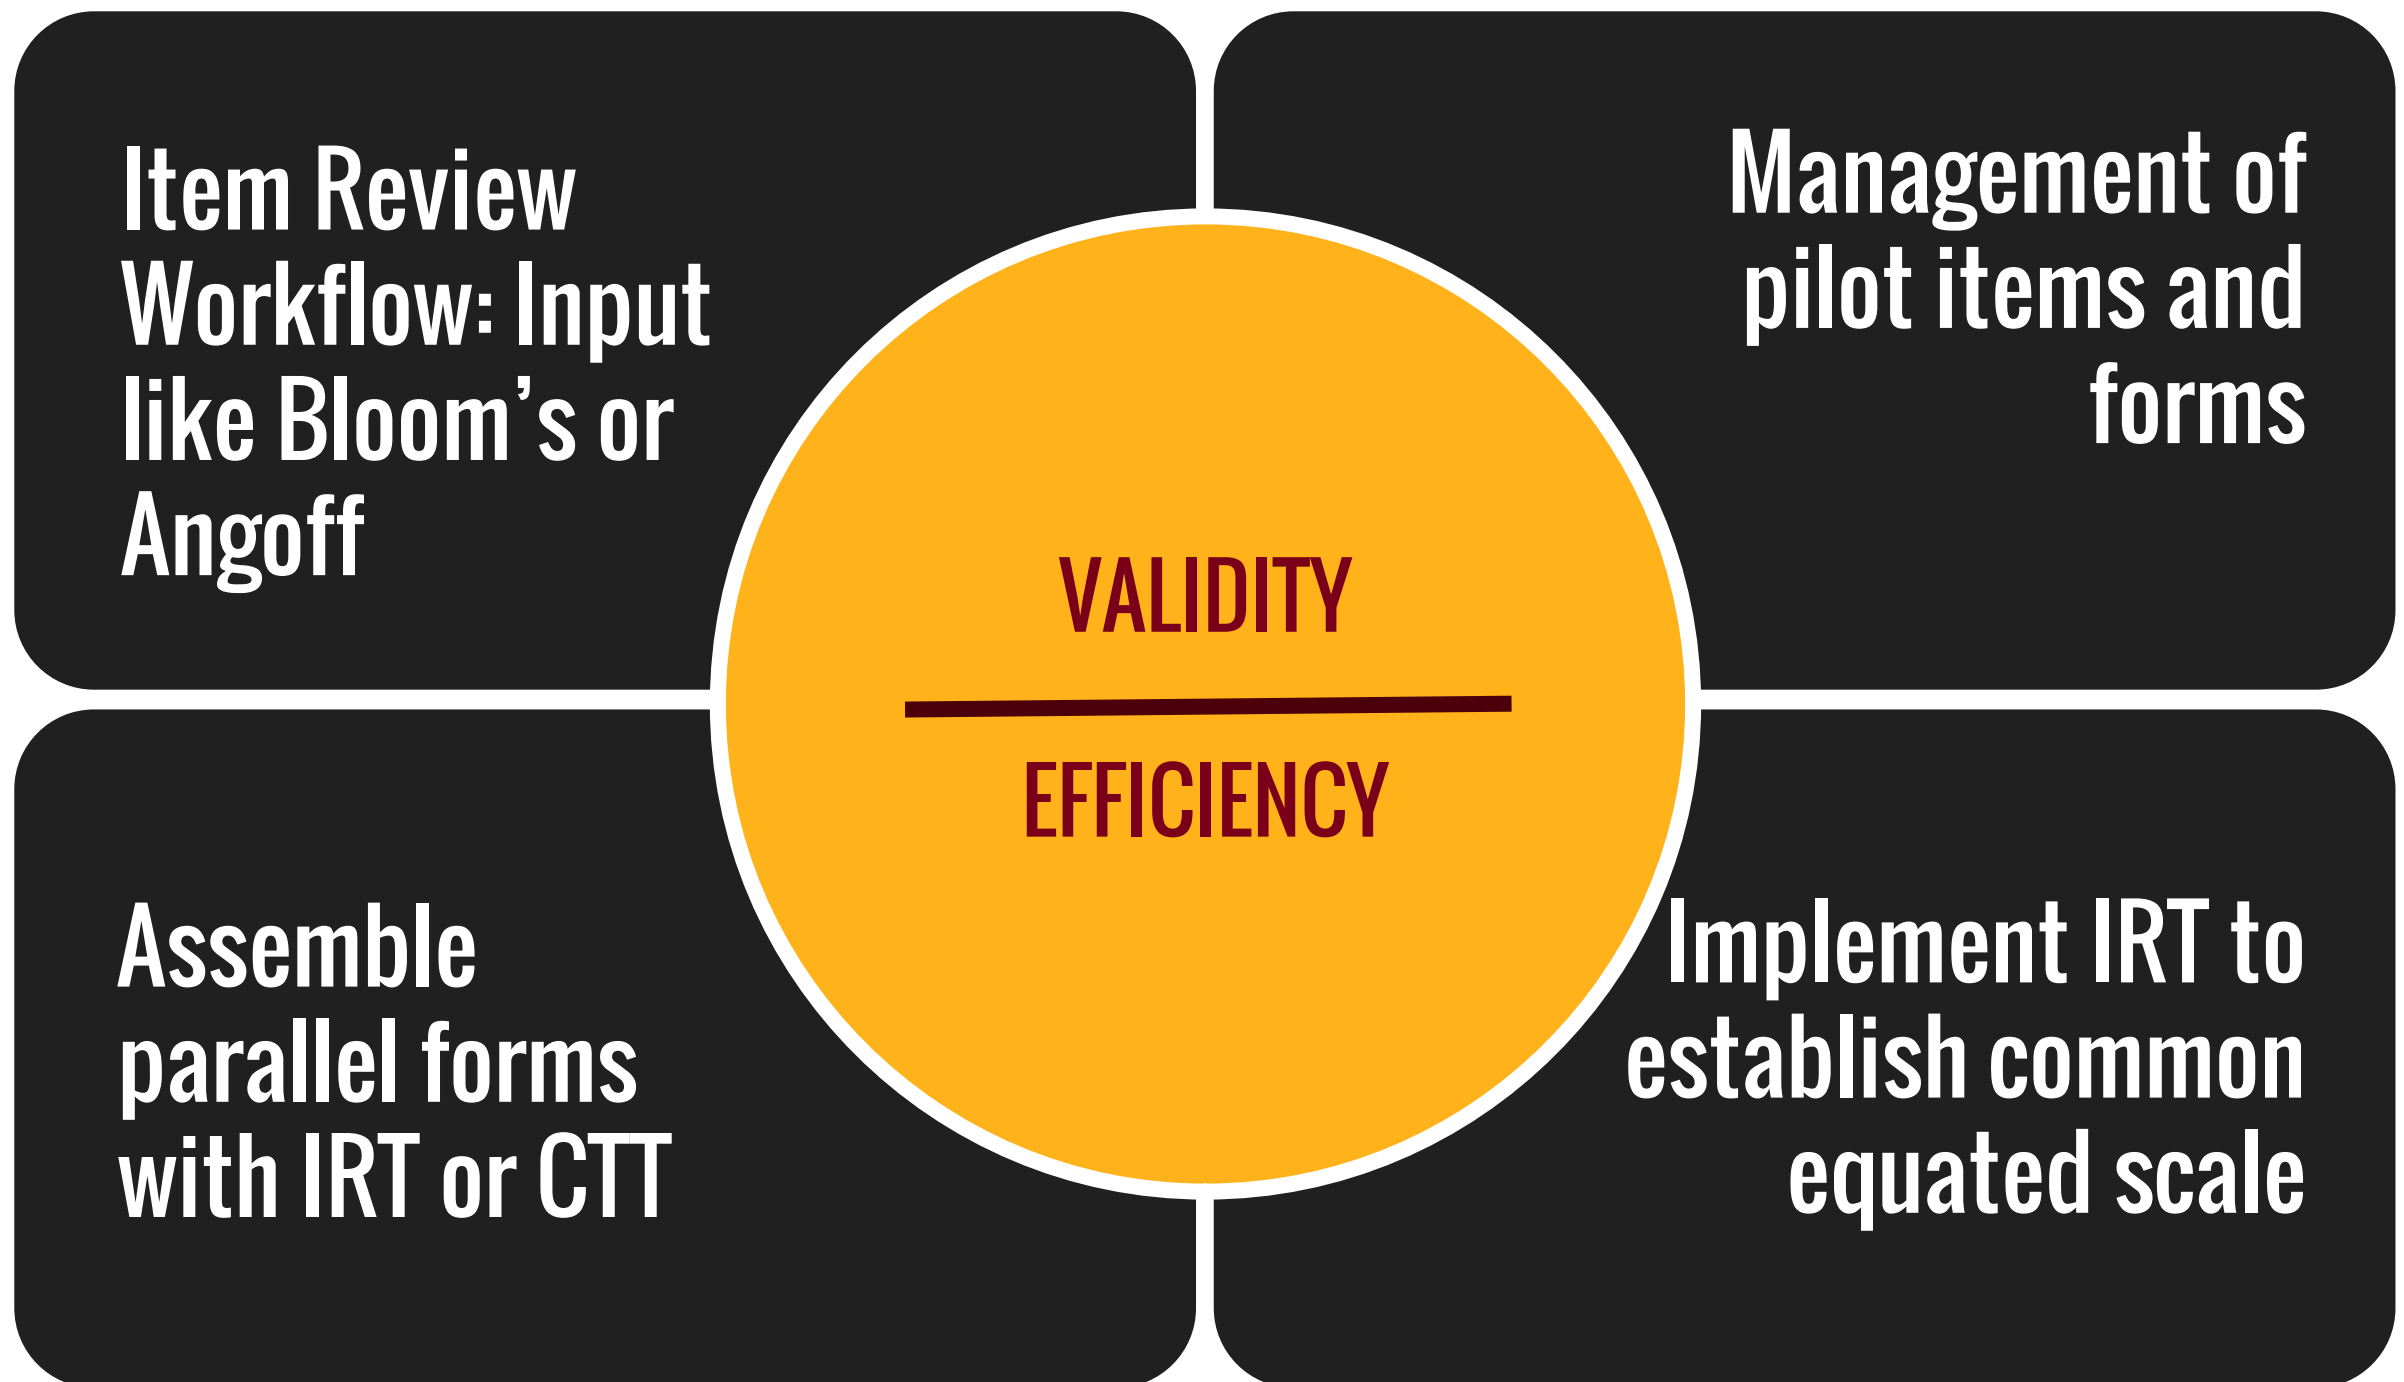 Item Review
Workflow: Input
like Bloom’s or
Angoff
Management of
pilot items and
forms
VALIDITY
EFFICIENCY
Assemble
parallel forms
with IRT or CTT
Implement IRT to
establish common
equated scale